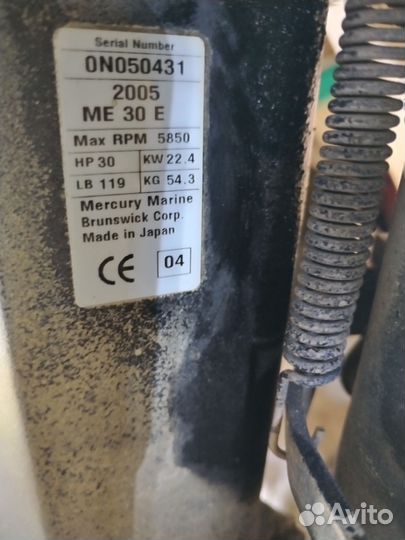 Serial Number
0N050431
2005
ME 30 E
Max RPM 5850
HP 30 KW 22.4
LB 119 KG 54.3
Mercury Marine
Brunswick Corp.
Made in Japan
CE 04
Avito